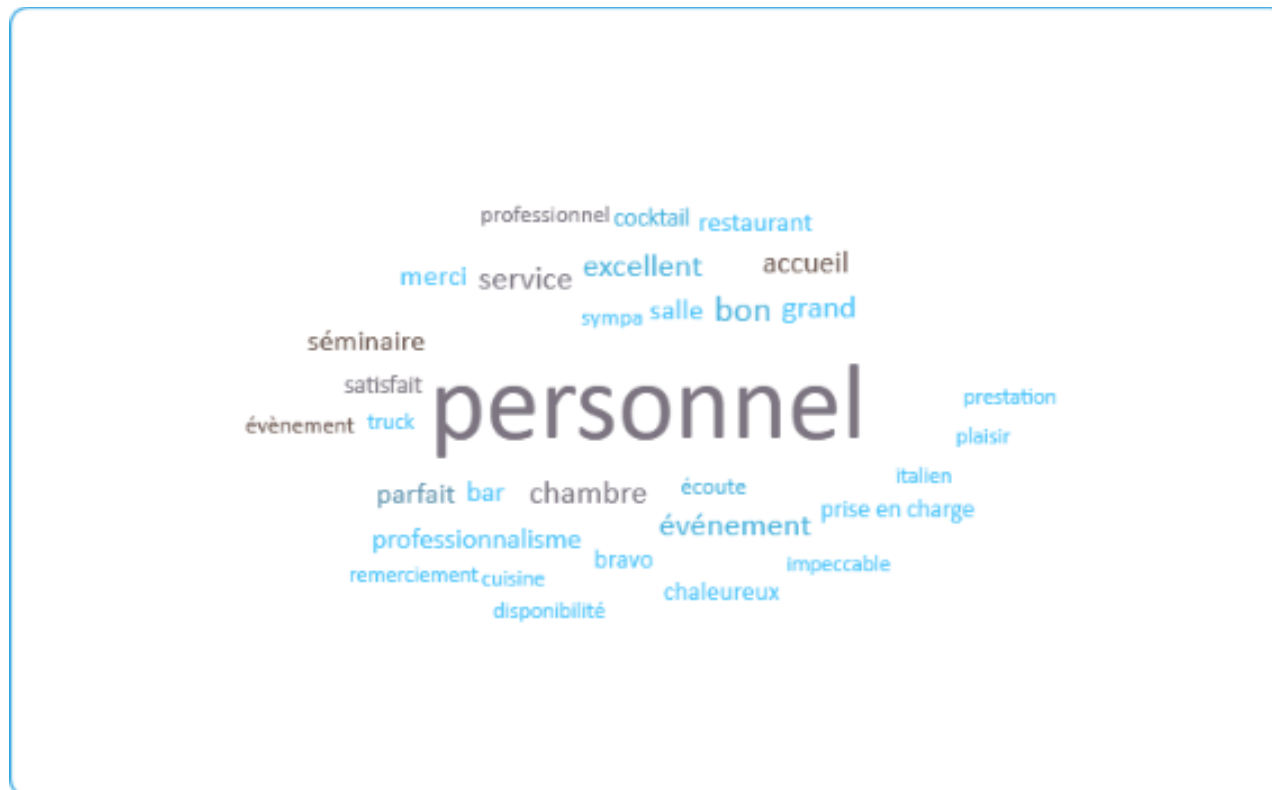 professionnel cocktail restaurant
merci service excellent accueil
sympa salle bon grand
séminaire
satisfait personnel prestation
évènement truck plaisir
italien
parfait bar chambre écoute prise en charge
professionnalisme événement
bravo impeccable
remerciement cuisine chaleureux
disponibilité